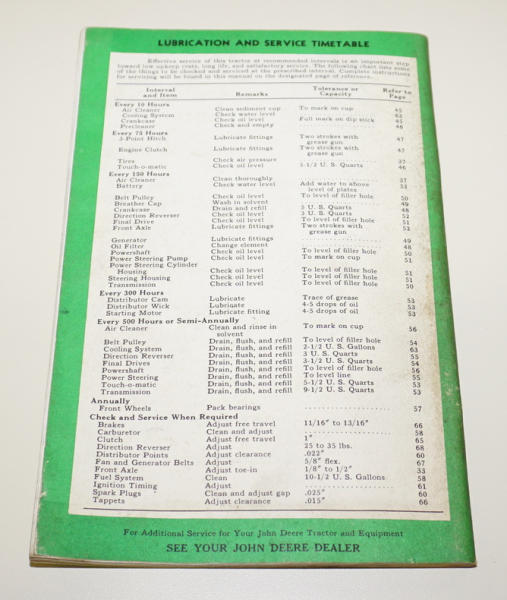 LUBRICATION AND SERVICE TIMETABLE
Effective service of this tractor at recommended intervals is an important step
toward low upkeep costs, long life, and satisfactory service. The following chart lists some
of the things to be checked and serviced at the prescribed interval. Complete instructions
for servicing will be found in this manual on the designated page of reference.
Interval and Item Remarks Tolerance or Capacity Refer to Page
Every 10 Hours
Air Cleaner Clean sediment cup To mark on cup 45
Cooling System Check water level 62
Crankcase Check oil level Full mark on dip stick 45
Precleaner Check and empty 46
Every 75 Hours
3-Point Hitch Lubricate fittings Two strokes with grease gun 47
Engine Clutch Lubricate fittings Two strokes with grease gun 47
Tires Check air pressure 37
Touch-o-matic Check oil level 5-1/2 U. S. Quarts 46
Every 150 Hours
Air Cleaner Clean thoroughly 57
Battery Check water level Add water to above level of plates 53
Belt Pulley Check oil level To level of filler hole 50
Breather Cap Wash in solvent 49
Crankcase Drain and refill 3 U. S. Quarts 48
Direction Reverser Check oil level 3 U. S. Quarts 52
Final Drive Check oil level To level of filler hole 51
Front Axle Lubricate fittings Two strokes with grease gun 52
Generator Lubricate fittings 49
Oil Filter Change element 48
Powershaft Check oil level To level of filler hole 50
Power Steering Pump Check oil level To mark on cup 51
Power Steering Cylinder
Housing Check oil level To level of filler hole 51
Steering Housing Check oil level To level of filler hole 51
Transmission Check oil level To level of filler hole 50
Every 300 Hours
Distributor Cam Lubricate Trace of grease 53
Distributor Wick Lubricate 4-5 drops of oil 53
Starting Motor Lubricate fitting 4-5 drops of oil 53
Every 500 Hours or Semi-Annually
Air Cleaner Clean and rinse in solvent To mark on cup 56
Belt Pulley Drain, flush, and refill To level of filler hole 54
Cooling System Drain, flush, and refill 2-1/2 U. S. Gallons 63
Direction Reverser Drain, flush, and refill 3 U. S. Quarts 55
Final Drives Drain, flush, and refill 3-1/2 U. S. Quarts 54
Powershaft Drain, flush, and refill To level of filler hole 56
Power Steering Drain, flush, and refill To level line 55
Touch-o-matic Drain, flush, and refill 5-1/2 U. S. Quarts 53
Transmission Drain, flush, and refill 9-1/2 U. S. Quarts 53
Annually
Front Wheels Pack bearings 57
Check and Service When Required
Brakes Adjust free travel 11/16" to 13/16" 66
Carburetor Clean and adjust 58
Clutch Adjust free travel 1" 65
Direction Reverser Adjust 25 to 35 lbs. 68
Distributor Points Adjust clearance .022" 60
Fan and Generator Belts Adjust 5/8" flex. 67
Front Axle Adjust toe-in 1/8" to 1/2" 33
Fuel System Clean 10-1/2 U. S. Gallons 58
Ignition Timing Adjust 61
Spark Plugs Clean and adjust gap .025" 60
Tappets Adjust clearance .015" 66
For Additional Service for Your John Deere Tractor and Equipment
SEE YOUR JOHN DEERE DEALER